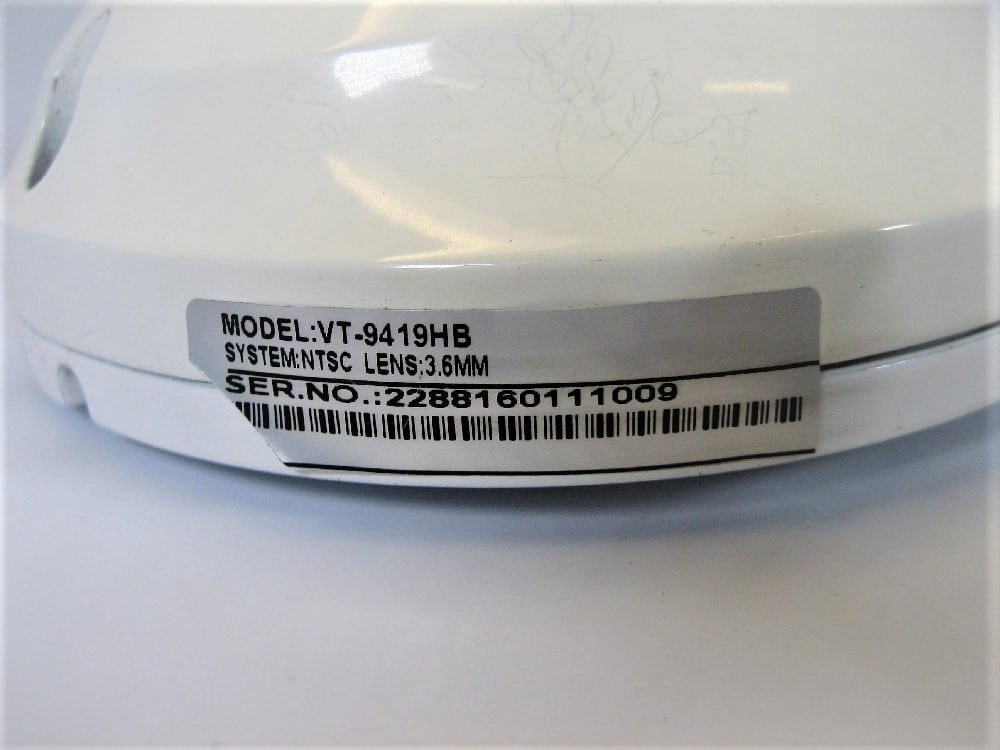 MODEL:VT-9419HB
SYSTEM:NTSC LENS:3.6MM
SER.NO.:2288160111009